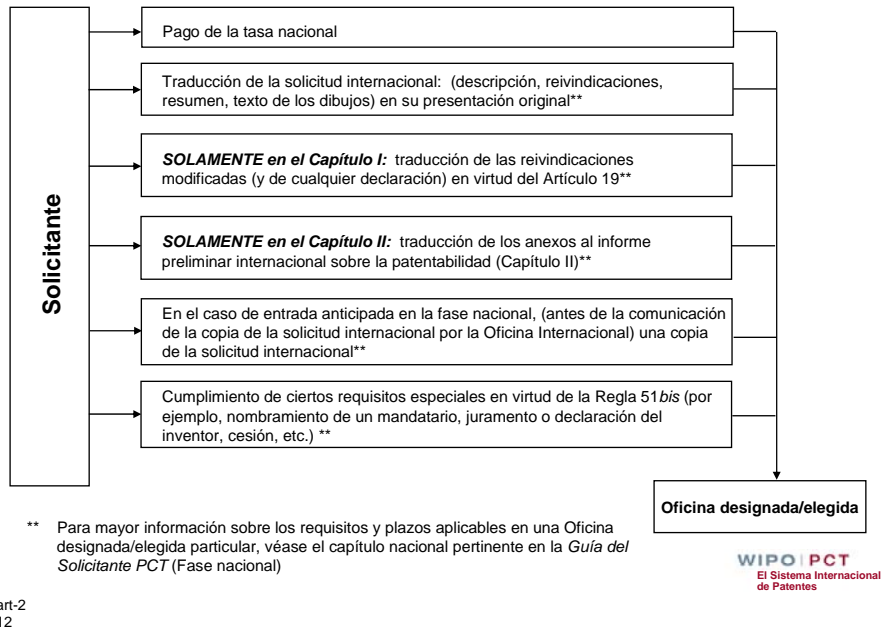 Solicitante
Pago de la tasa nacional
Traducción de la solicitud internacional: (descripción, reivindicaciones,
resumen, texto de los dibujos) en su presentación original**
SOLAMENTE en el Capítulo I: traducción de las reivindicaciones
modificadas (y de cualquier declaración) en virtud del Artículo 19**
SOLAMENTE en el Capítulo II: traducción de los anexos al informe
preliminar internacional sobre la patentabilidad (Capítulo II)**
En el caso de entrada anticipada en la fase nacional, (antes de la comunicación
de la copia de la solicitud internacional por la Oficina Internacional) una copia
de la solicitud internacional**
Cumplimiento de ciertos requisitos especiales en virtud de la Regla 51bis (por
ejemplo, nombramiento de un mandatario, juramento o declaración del
inventor, cesión, etc.) **
Oficina designada/elegida
** Para mayor información sobre los requisitos y plazos aplicables en una Oficina
designada/elegida particular, véase el capítulo nacional pertinente en la Guía del
Solicitante PCT (Fase nacional)
WIPO | PCT
El Sistema Internacional
de Patentes
art-2
12